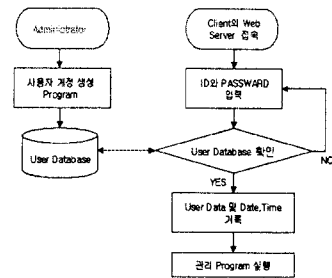 Administrator
사용자 계정 생성
Program
User Database
Client의 Web
Server 접속
ID와 PASSWARD
입력
User Database 확인
NO
YES
User Data 및 Date,Time
기록
관리 Program 실행